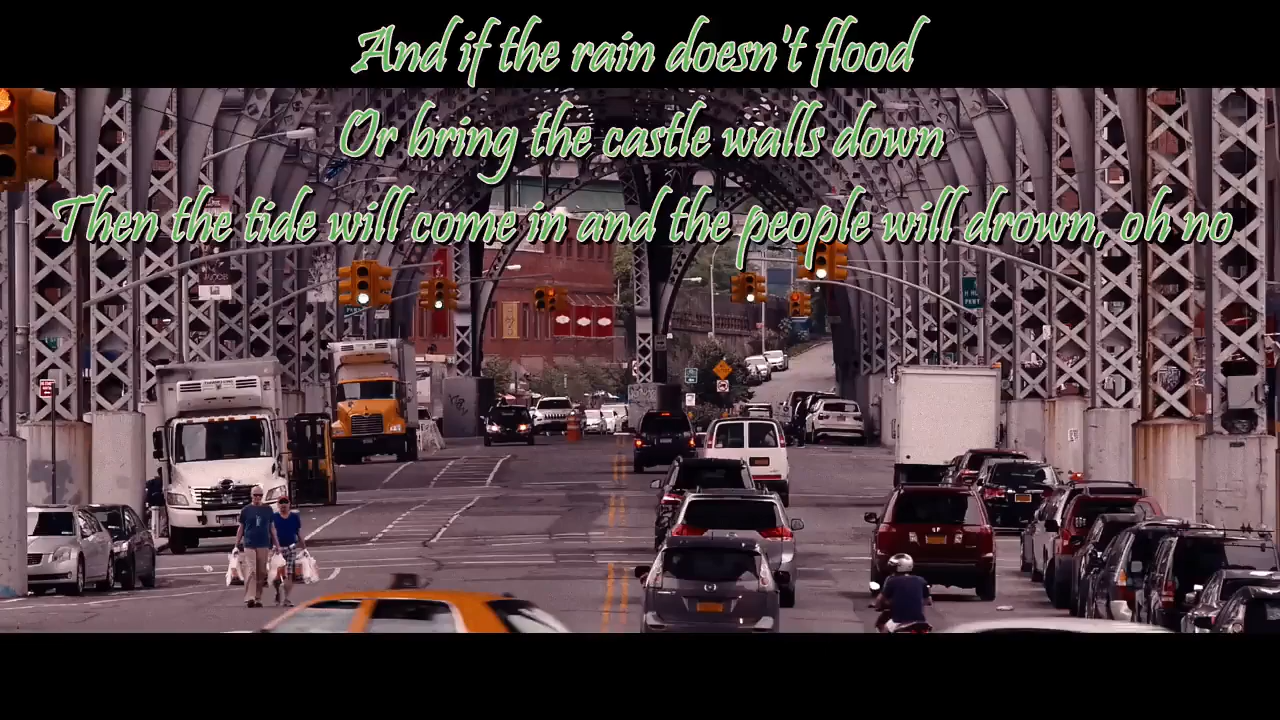 And if the rain doesn't flood
Or bring the castle walls down
Then the tide will come in and the people will drown, oh no